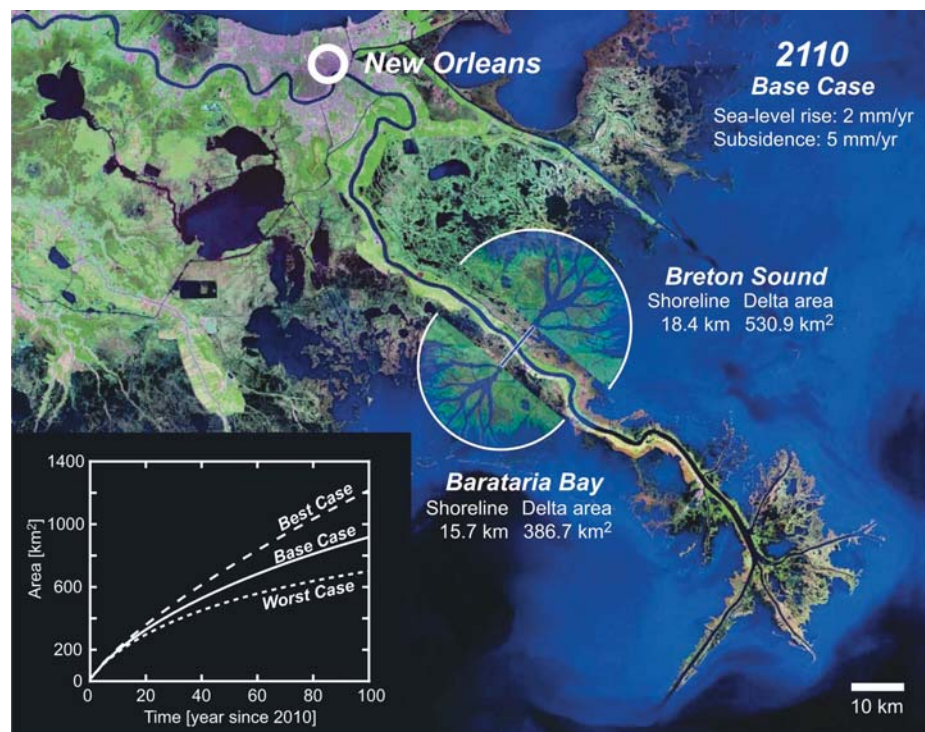 New Orleans
2110
Base Case
Sea-level rise: 2 mm/yr
Subsidence: 5 mm/yr
Breton Sound
Shoreline Delta area
18.4 km 530.9 km²
Barataria Bay
Shoreline Delta area
15.7 km 386.7 km²
1400
1000
600
200
0
Area [km²]
Best Case
Base Case
Worst Case
0 20 40 60 80 100
Time [year since 2010]
10 km